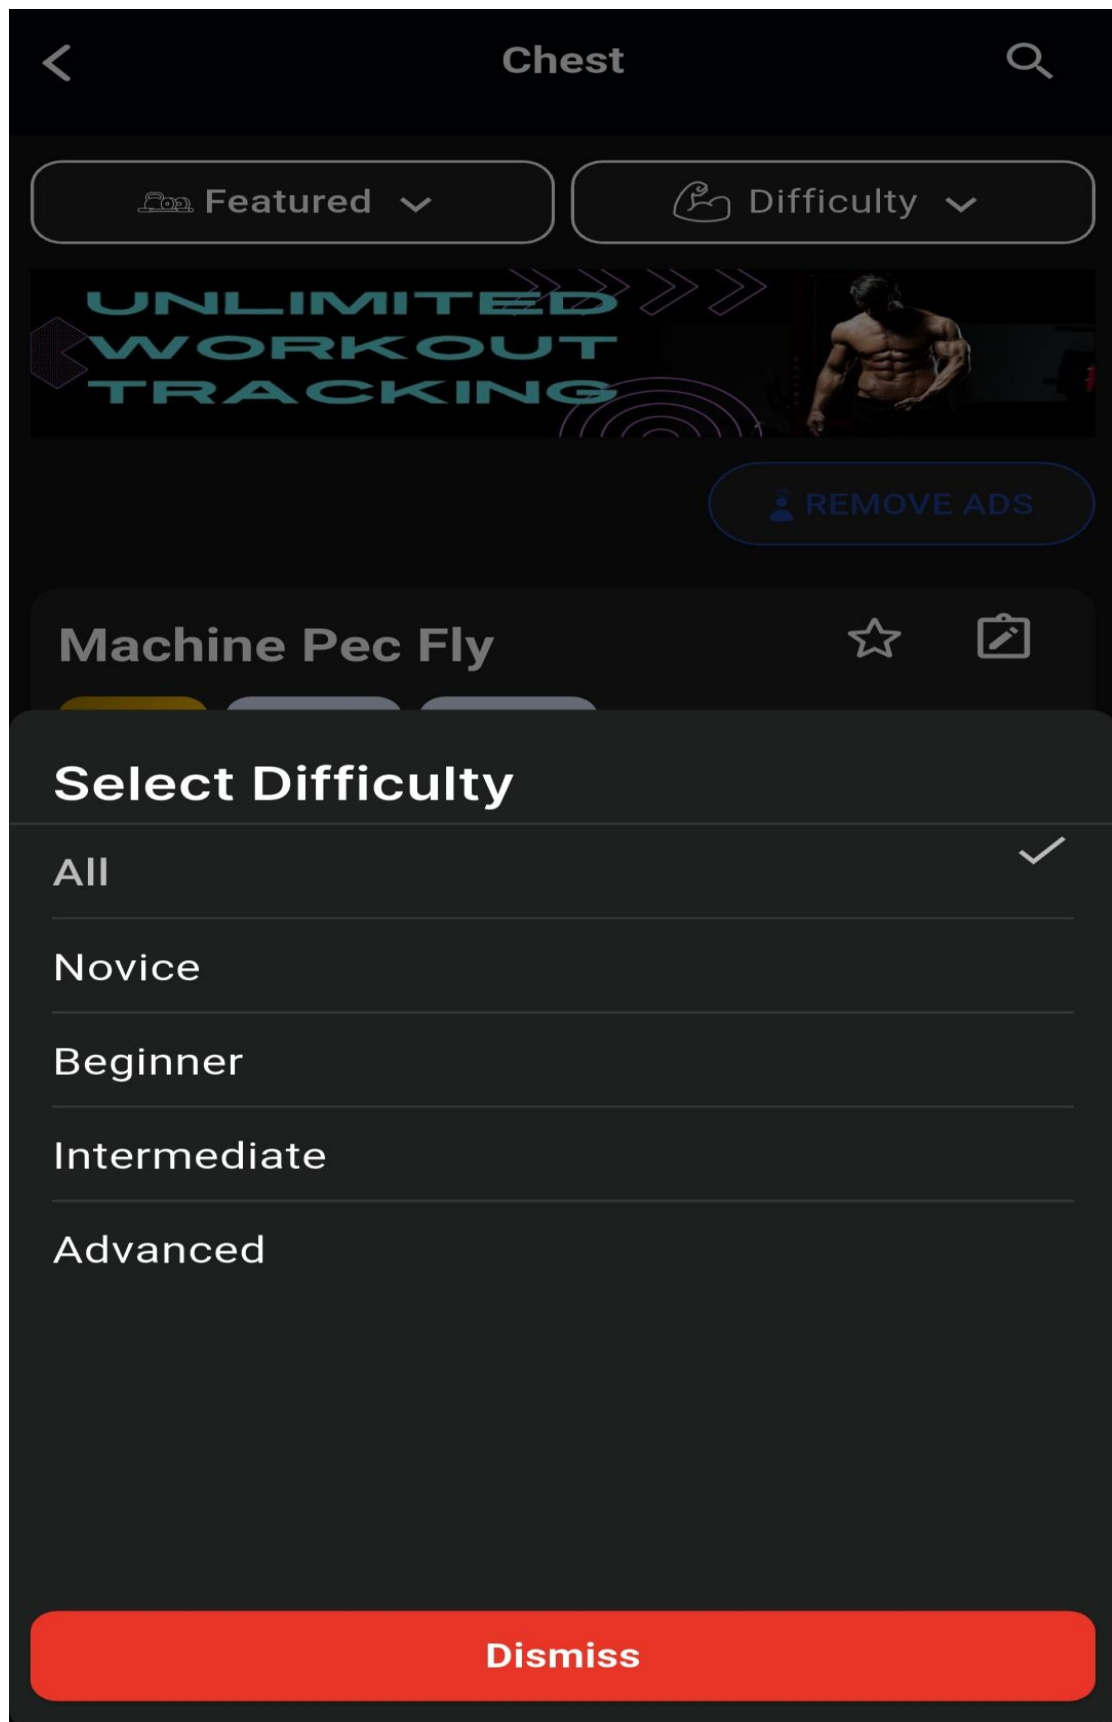 Chest
Featured
Difficulty
UNLIMITED
WORKOUT
TRACKING
REMOVE ADS
Machine Pec Fly
Select Difficulty
All
Novice
Beginner
Intermediate
Advanced
Dismiss